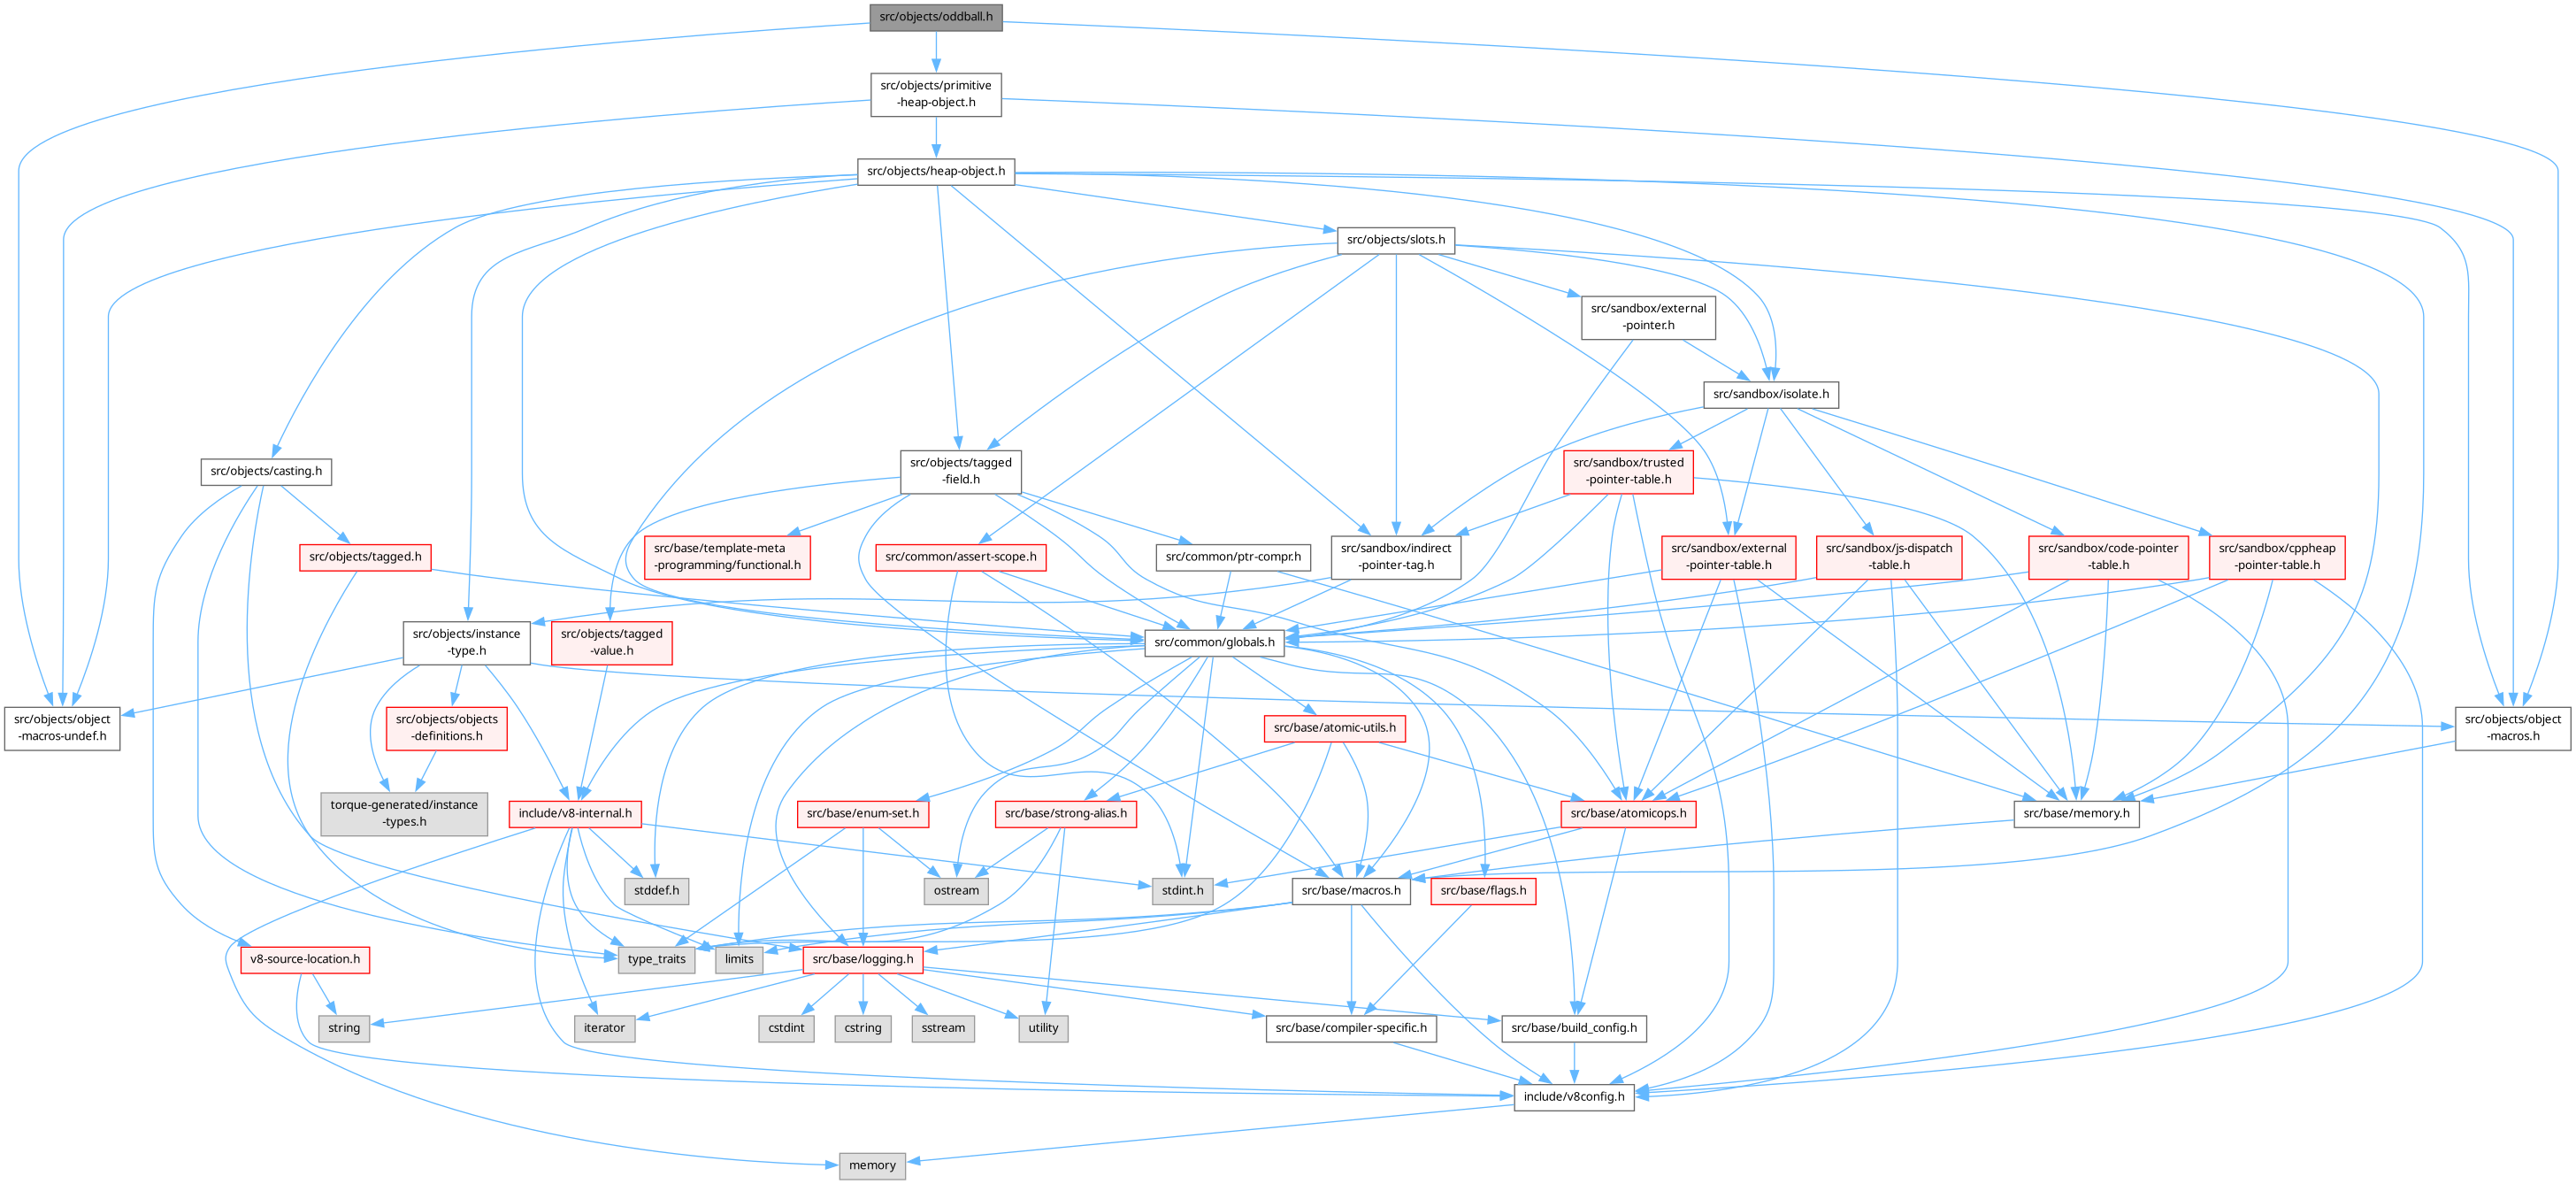 src/objects/oddball.h
src/objects/primitive
-heap-object.h
src/objects/heap-object.h
src/objects/slots.h
src/sandbox/external
-pointer.h
src/sandbox/isolate.h
src/objects/casting.h
src/objects/tagged
-field.h
src/sandbox/trusted
-pointer-table.h
src/objects/tagged.h
src/base/template-meta
-programming/functional.h
src/common/assert-scope.h
src/common/ptr-compr.h
src/sandbox/indirect
-pointer-tag.h
src/sandbox/external
-pointer-table.h
src/sandbox/js-dispatch
-table.h
src/sandbox/code-pointer
-table.h
src/sandbox/cppheap
-pointer-table.h
src/objects/instance
-type.h
src/objects/tagged
-value.h
src/common/globals.h
src/objects/object
-macros-undef.h
src/objects/objects
-definitions.h
src/base/atomic-utils.h
src/objects/object
-macros.h
torque-generated/instance
-types.h
include/v8-internal.h
src/base/enum-set.h
src/base/strong-alias.h
src/base/atomicops.h
src/base/memory.h
stddef.h
ostream
stdint.h
src/base/macros.h
src/base/flags.h
v8-source-location.h
type_traits
limits
src/base/logging.h
string
iterator
cstdint
cstring
sstream
utility
src/base/compiler-specific.h
src/base/build_config.h
include/v8config.h
memory